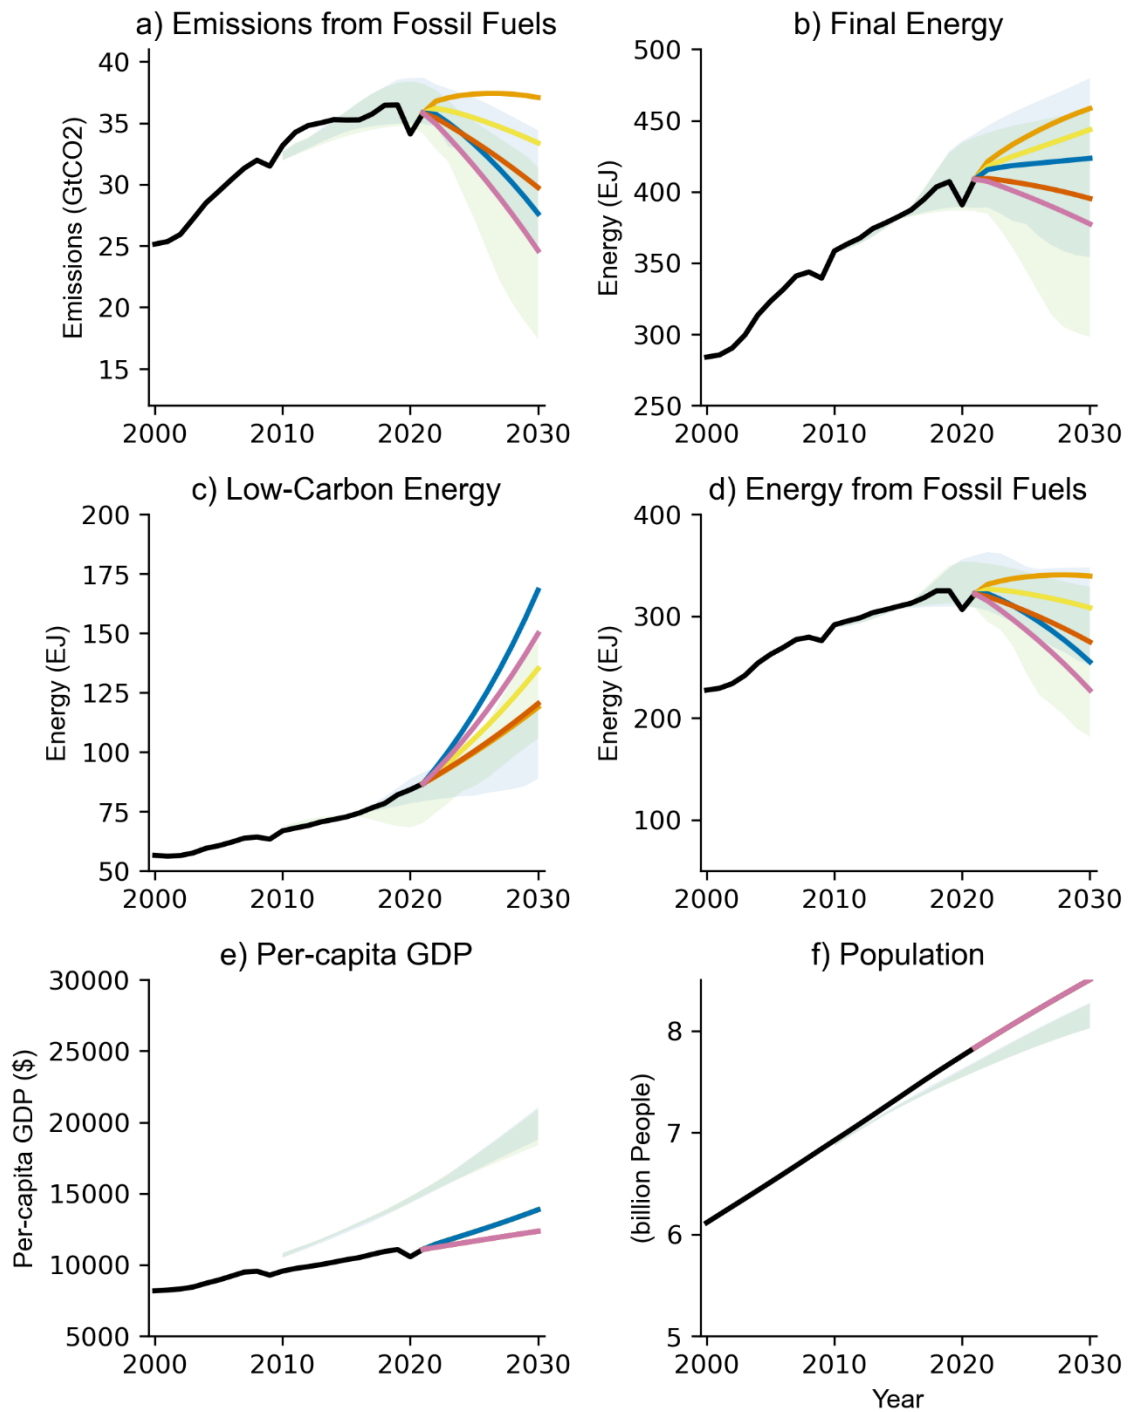 a) Emissions from Fossil Fuels
Emissions (GtCO2)
40
35
30
25
20
15
2000 2010 2020 2030
b) Final Energy
Energy (EJ)
500
450
400
350
300
250
2000 2010 2020 2030
c) Low-Carbon Energy
Energy (EJ)
200
175
150
125
100
75
50
2000 2010 2020 2030
d) Energy from Fossil Fuels
Energy (EJ)
400
300
200
100
2000 2010 2020 2030
e) Per-capita GDP
Per-capita GDP ($)
30000
25000
20000
15000
10000
5000
2000 2010 2020 2030
f) Population
(billion People)
8
7
6
5
2000 2010 2020 2030
Year